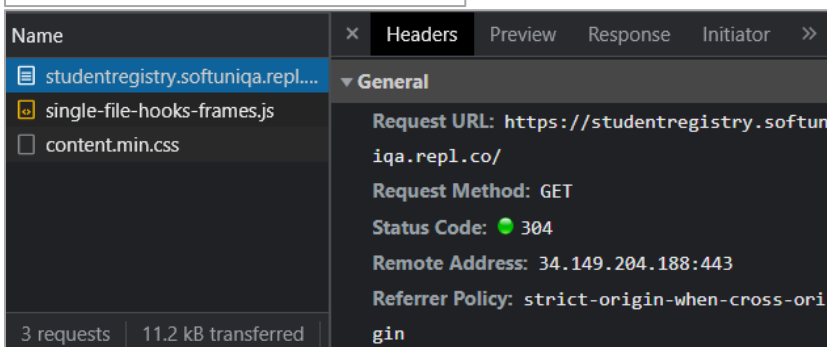 Name
× Headers Preview Response Initiator »
studentregistry.softuniqa.repl....
▼ General
single-file-hooks-frames.js
Request URL: https://studentregistry.softun
content.min.css
iqa.repl.co/
Request Method: GET
Status Code: 304
Remote Address: 34.149.204.188:443
Referrer Policy: strict-origin-when-cross-ori
gin
3 requests 11.2 kB transferred